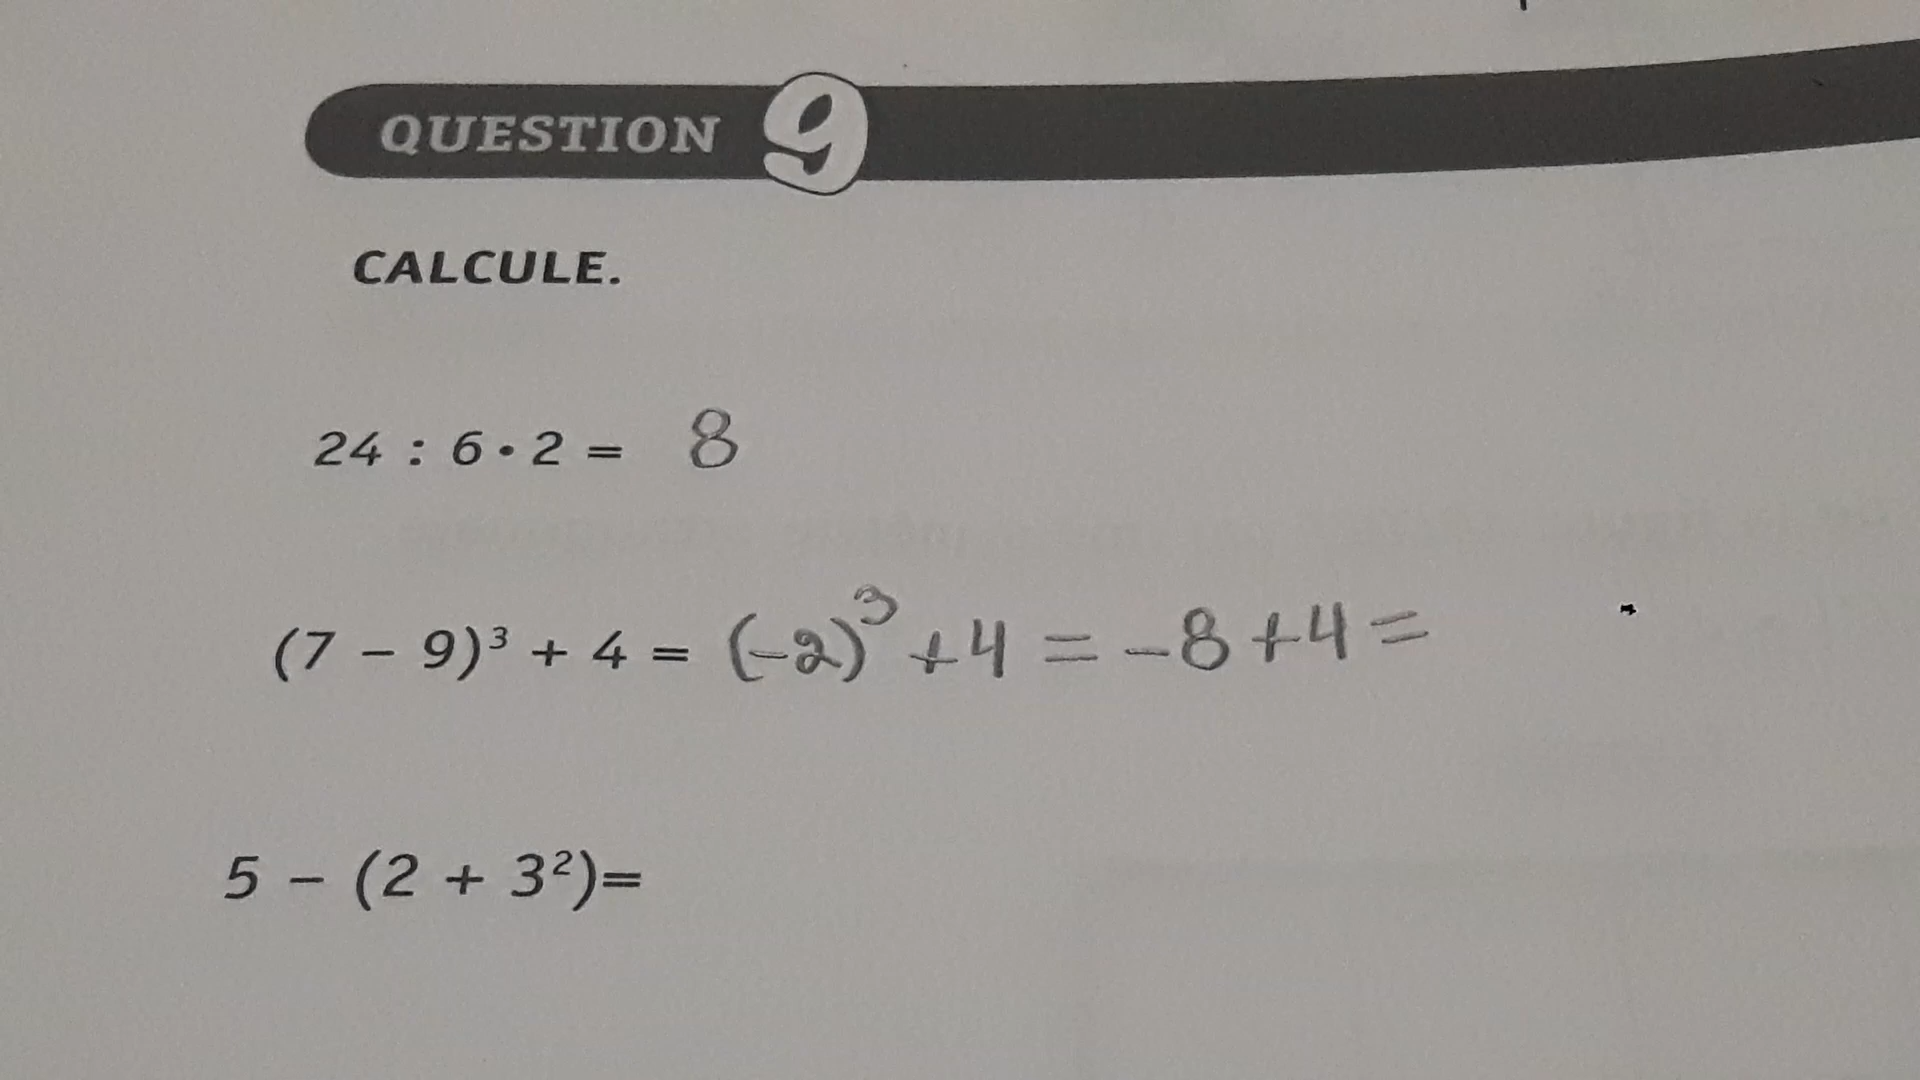 QUESTION 9
CALCULE.
24 : 6 • 2 = 8
(7 – 9)³ + 4 = (-2)³ +4 = -8+4 =
5 – (2 + 3²)=